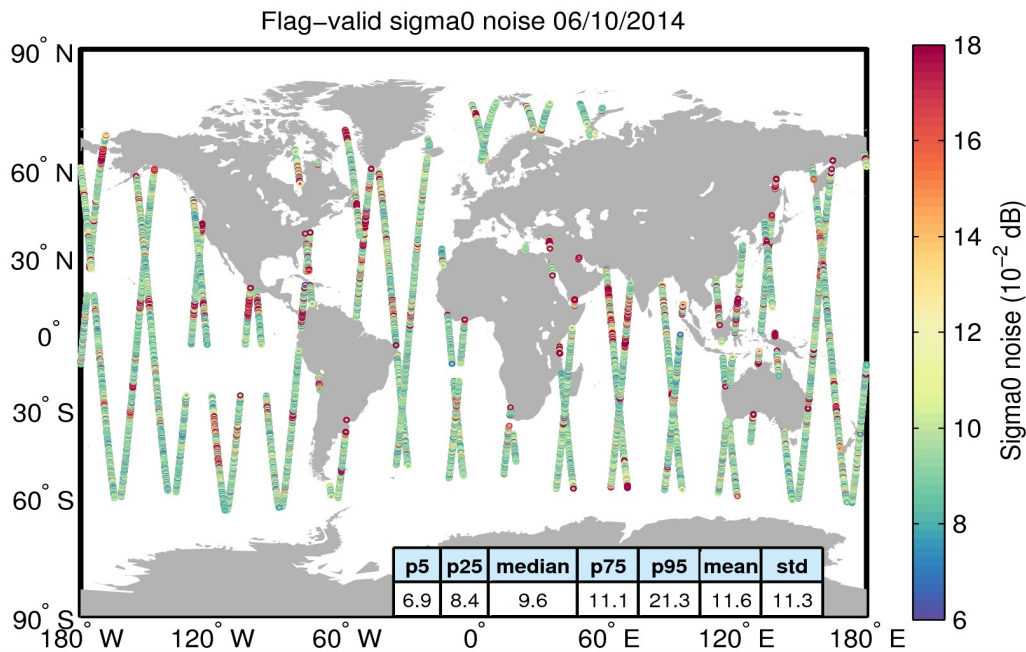 Flag−valid sigma0 noise 06/10/2014
90° N
60° N
30° N
0°
30° S
60° S
90° S
180° W
120° W
60° W
0°
60° E
120° E
180° E
p5 p25 median p75 p95 mean std
6.9 8.4 9.6 11.1 21.3 11.6 11.3
18
16
14
12
10
8
6
Sigma0 noise (10⁻² dB)